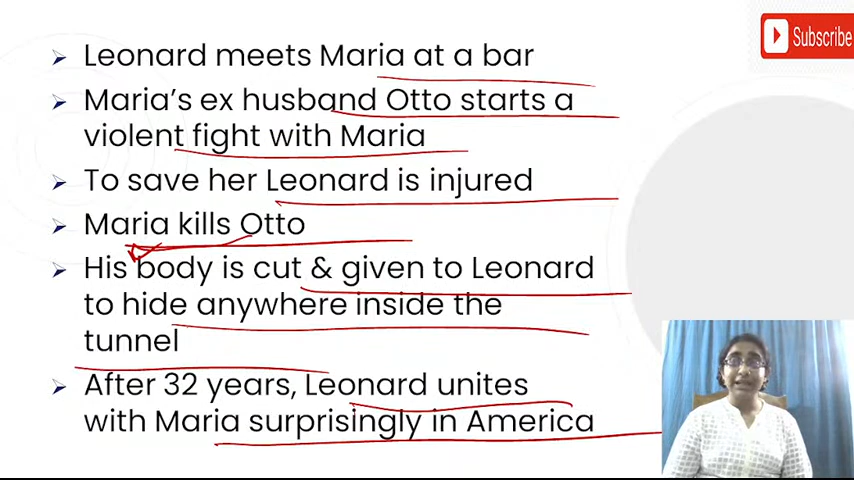 Subscribe
➢ Leonard meets Maria at a bar
➢ Maria's ex husband Otto starts a
violent fight with Maria
➢ To save her Leonard is injured
➢ Maria kills Otto
➢ His body is cut & given to Leonard
to hide anywhere inside the
tunnel
➢ After 32 years, Leonard unites
with Maria surprisingly in America